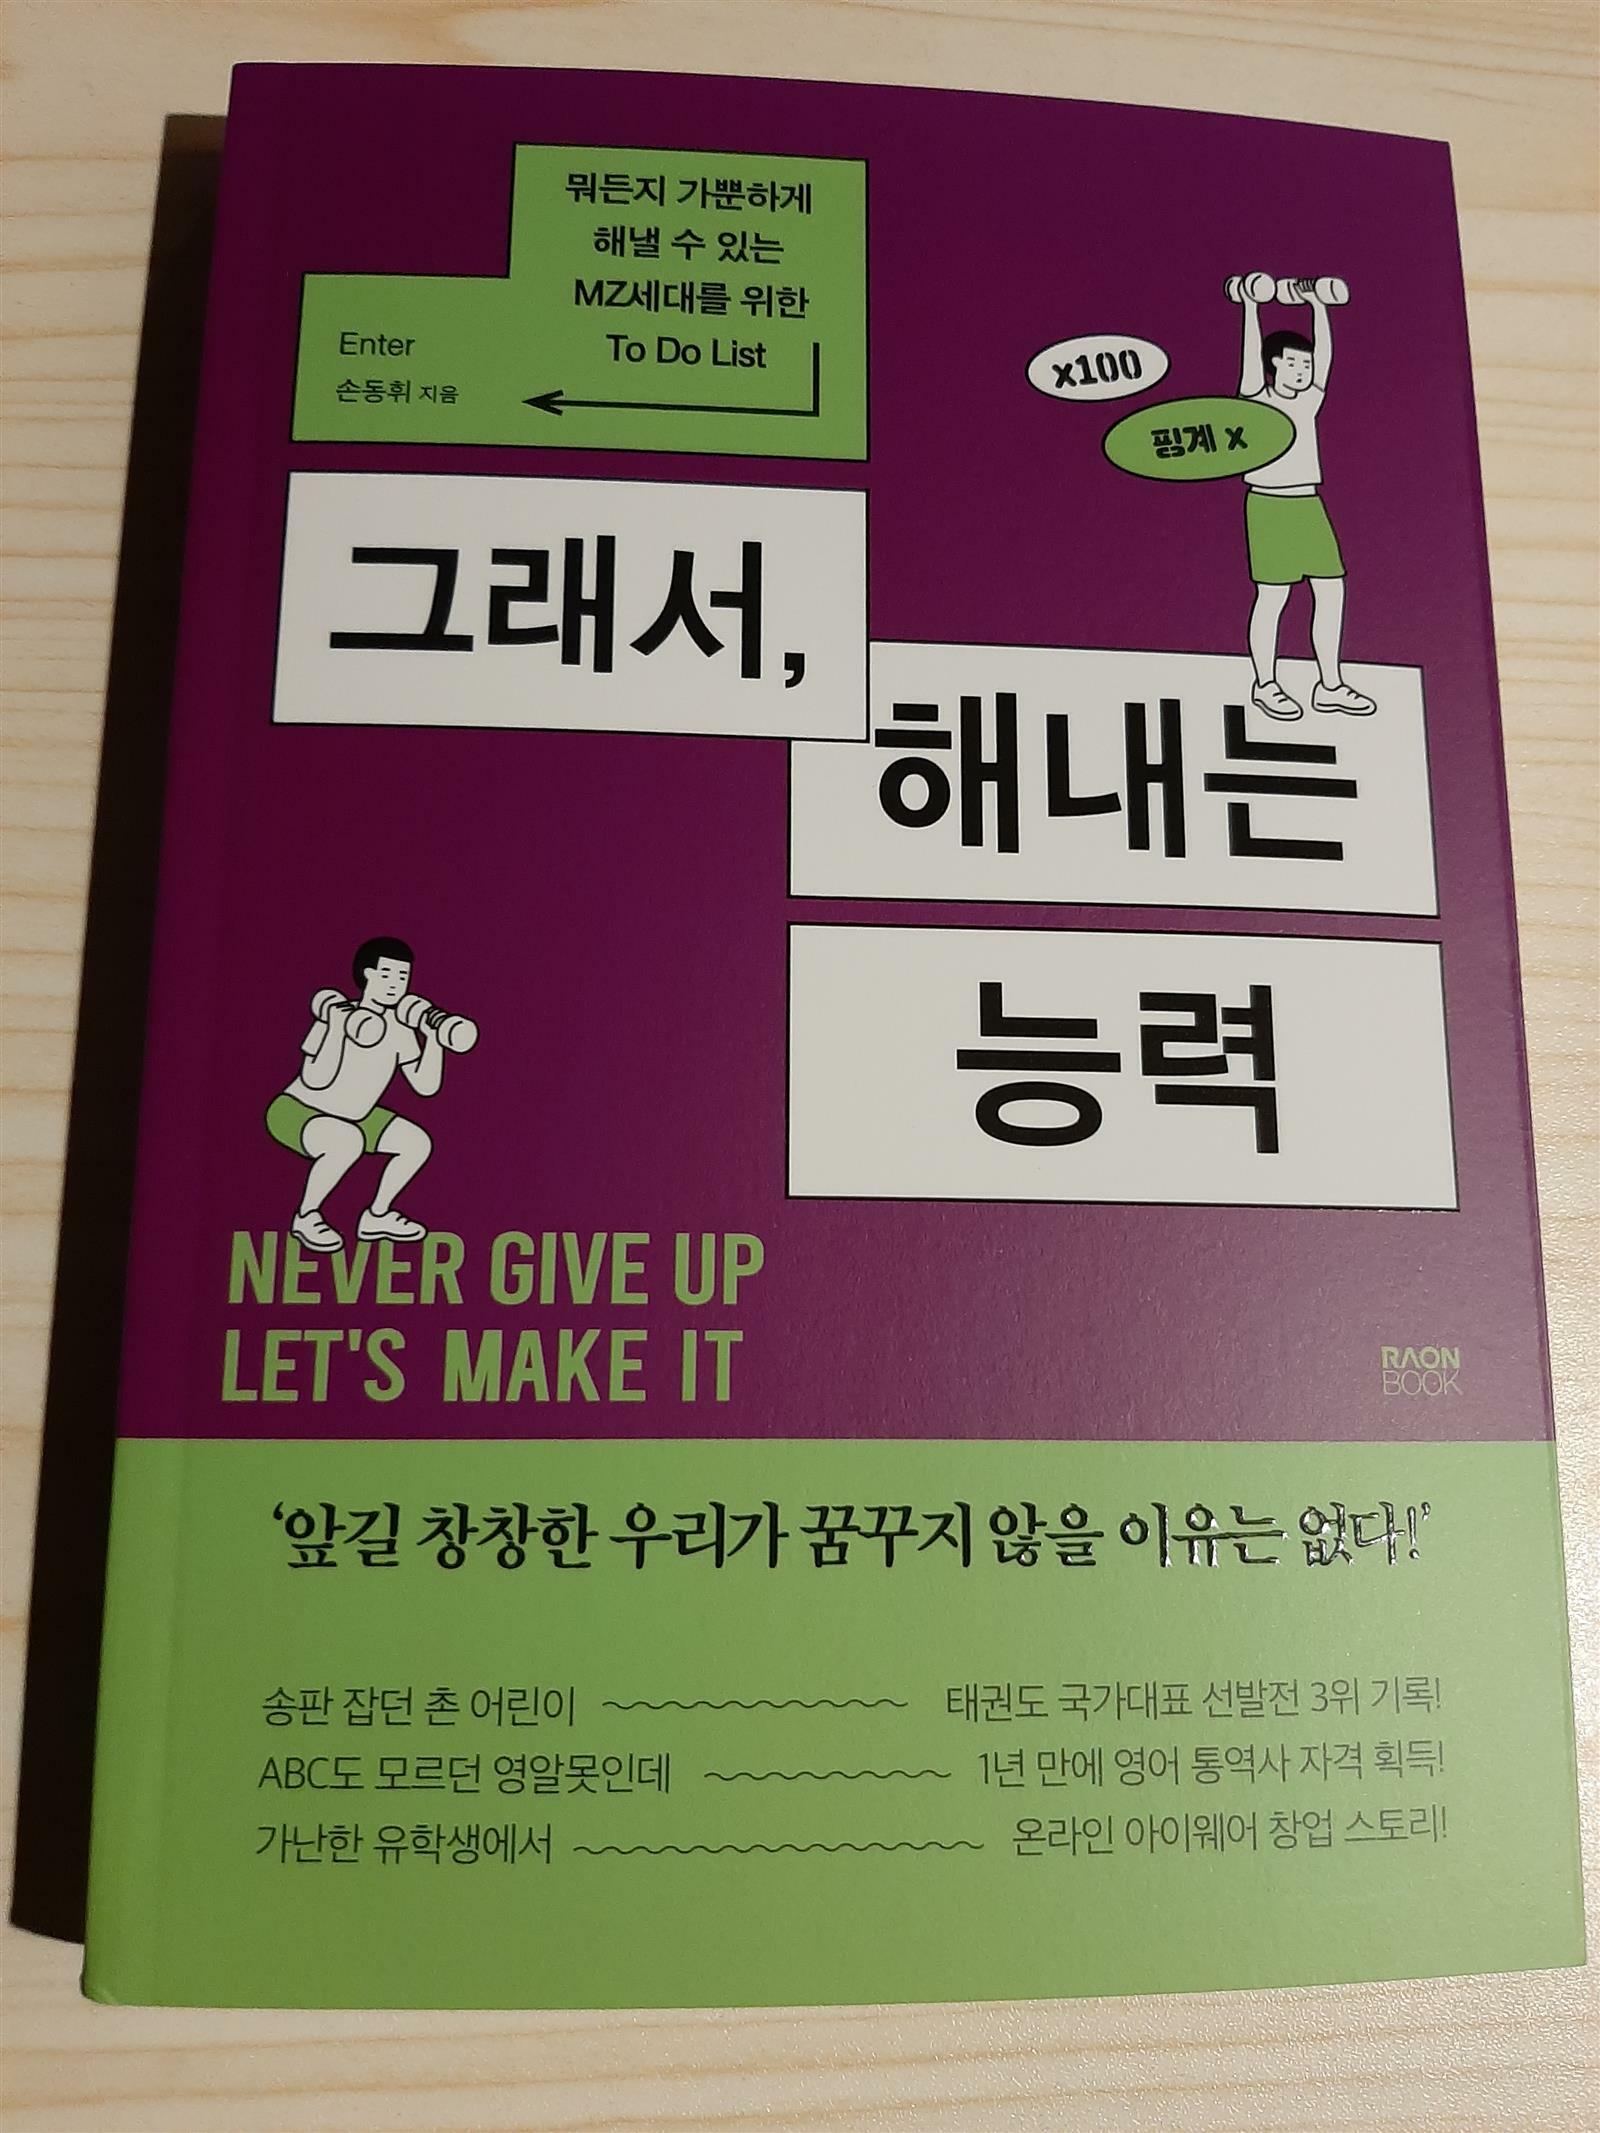 뭐든지 가뿐하게
해낼 수 있는
MZ세대를 위한
To Do List
Enter
손동휘 지음
x100
핑계 x
그래서,
해내는
능력
NEVER GIVE UP
LET'S MAKE IT
RAON
BOOK
'앞길 창창한 우리가 꿈꾸지 않을 이유는 없다!'
송판 잡던 촌 어린이 태권도 국가대표 선발전 3위 기록!
ABC도 모르던 영알못인데 1년 만에 영어 통역사 자격 획득!
가난한 유학생에서 온라인 아이웨어 창업 스토리!